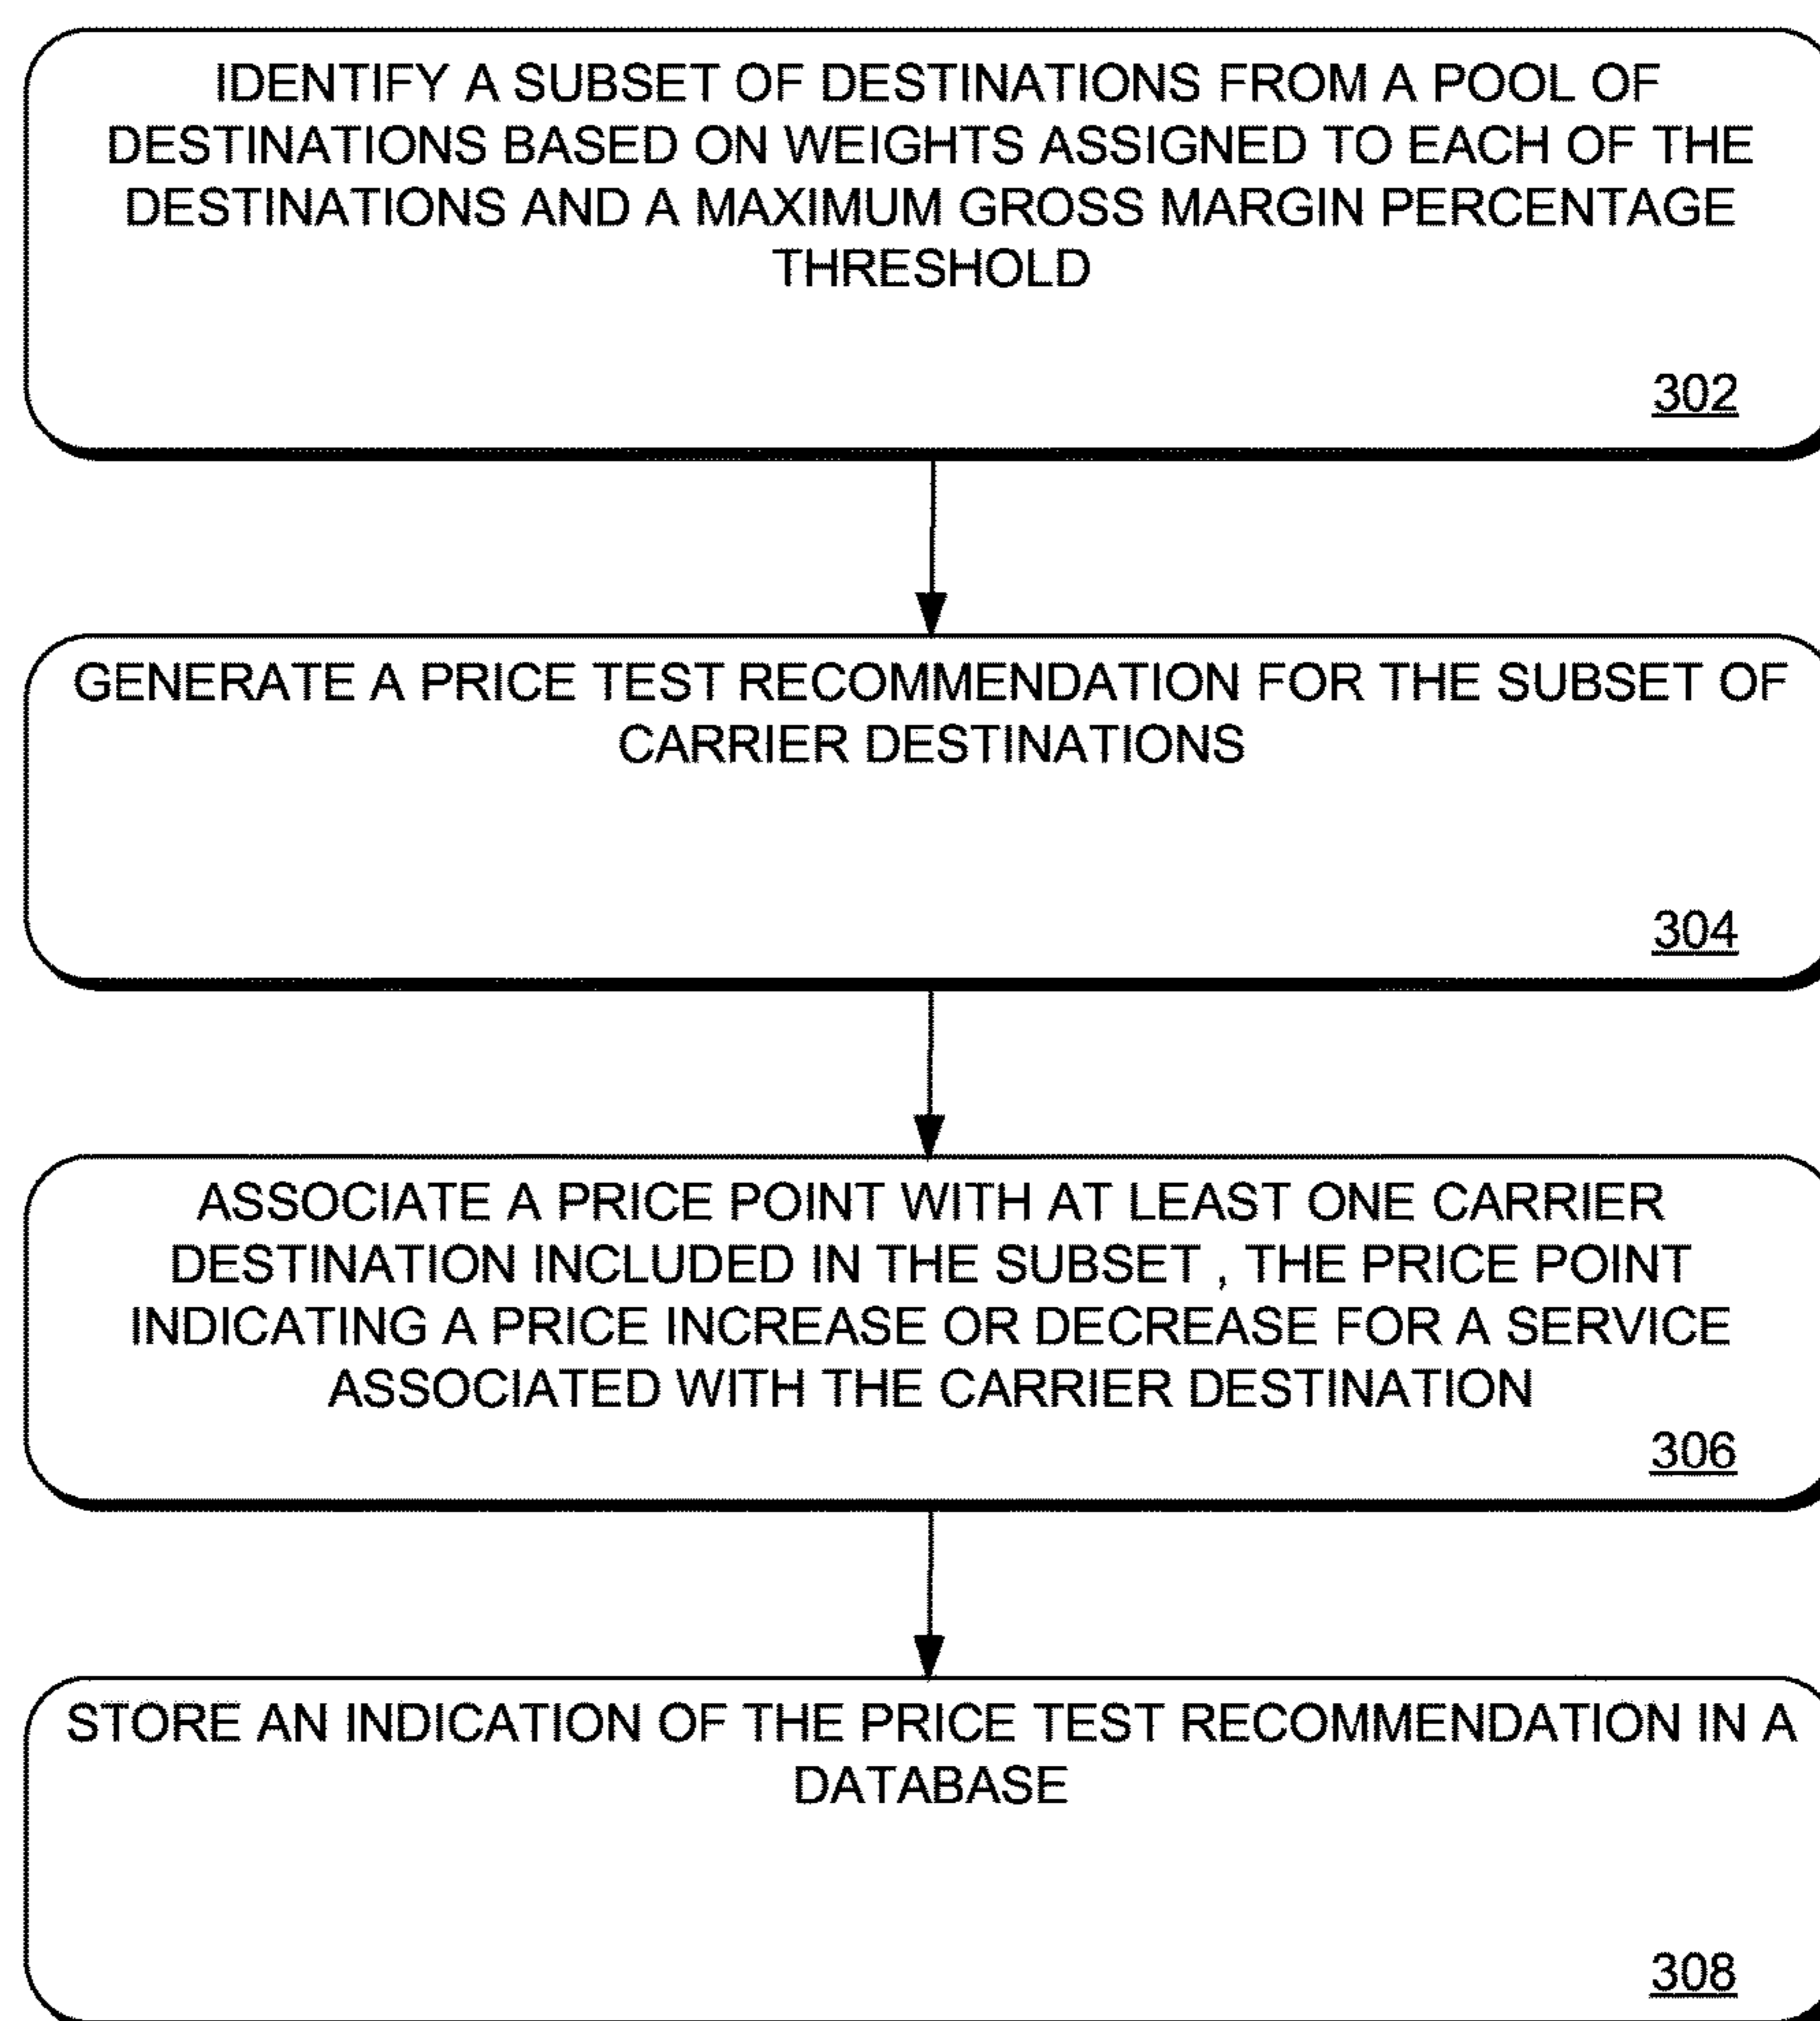 IDENTIFY A SUBSET OF DESTINATIONS FROM A POOL OF
DESTINATIONS BASED ON WEIGHTS ASSIGNED TO EACH OF THE
DESTINATIONS AND A MAXIMUM GROSS MARGIN PERCENTAGE
THRESHOLD
302
GENERATE A PRICE TEST RECOMMENDATION FOR THE SUBSET OF
CARRIER DESTINATIONS
304
ASSOCIATE A PRICE POINT WITH AT LEAST ONE CARRIER
DESTINATION INCLUDED IN THE SUBSET , THE PRICE POINT
INDICATING A PRICE INCREASE OR DECREASE FOR A SERVICE
ASSOCIATED WITH THE CARRIER DESTINATION
306
STORE AN INDICATION OF THE PRICE TEST RECOMMENDATION IN A
DATABASE
308